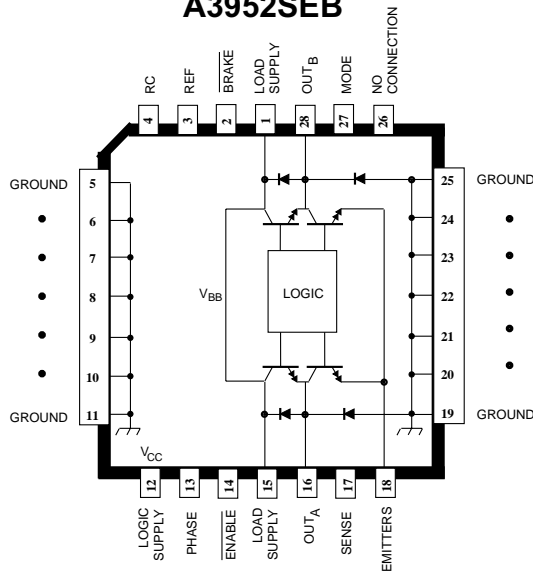 A3952SEB
RC
REF
BRAKE
LOAD SUPPLY
OUTB
MODE
NO CONNECTION
4
3
2
1
28
27
26
GROUND
5
25
GROUND
6
24
7
23
8
VBB
LOGIC
22
9
21
10
20
GROUND
11
19
GROUND
VCC
12
13
14
15
16
17
18
LOGIC SUPPLY
PHASE
ENABLE
LOAD SUPPLY
OUTA
SENSE
EMITTERS